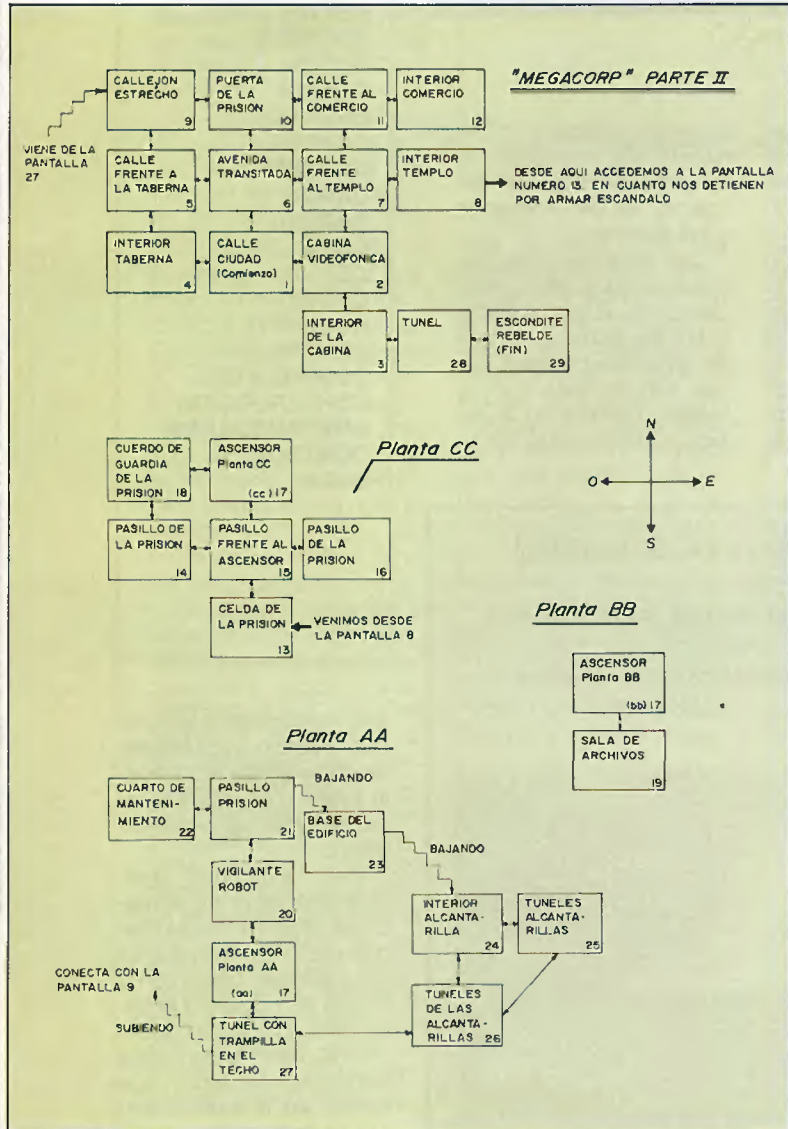 "MEGACORP" PARTE II
CALLEJON
ESTRECHO
9
PUERTA
DE LA
PRISION
10
CALLE
FRENTE AL
COMERCIO
11
INTERIOR
COMERCIO
12
VIENE DE LA
PANTALLA
27
CALLE
FRENTE A
LA TABERNA
5
AVENIDA
TRANSITADA
6
CALLE
FRENTE
AL TEMPLO
7
INTERIOR
TEMPLO
8
DESDE AQUI ACCEDEMOS A LA PANTALLA
NUMERO 13. EN CUANTO NOS DETIENEN
POR ARMAR ESCANDALO
INTERIOR
TABERNA
4
CALLE
CIUDAD
(Comienzo)
1
CABINA
VIDEOFONICA
2
INTERIOR
DE LA
CABINA
3
TUNEL
28
ESCONDITE
REBELDE
(FIN)
29
Planta CC
CUERDO DE
GUARDIA
DE LA
PRISION
18
ASCENSOR
Planta CC
(cc) 17
PASILLO DE
LA PRISION
14
PASILLO
FRENTE AL
ASCENSOR
15
PASILLO
DE LA
PRISION
16
CELDA DE
LA PRISION
13
VENIMOS DESDE
LA PANTALLA 8
N
O
E
S
Planta BB
ASCENSOR
Planta BB
(bb) 17
SALA DE
ARCHIVOS
19
Planta AA
CUARTO DE
MANTENI-
MIENTO
22
PASILLO
PRISION
21
BAJANDO
BASE DEL
EDIFICIO
23
BAJANDO
VIGILANTE
ROBOT
20
INTERIOR
ALCANTA-
RILLA
24
TUNELES
ALCANTA-
RILLAS
25
ASCENSOR
Planta AA
(aa) 17
CONECTA CON LA
PANTALLA 9
SUBIENDO
TUNEL CON
TRAMPILLA
EN EL
TECHO
27
TUNELES
DE LAS
ALCANTA-
RILLAS
26